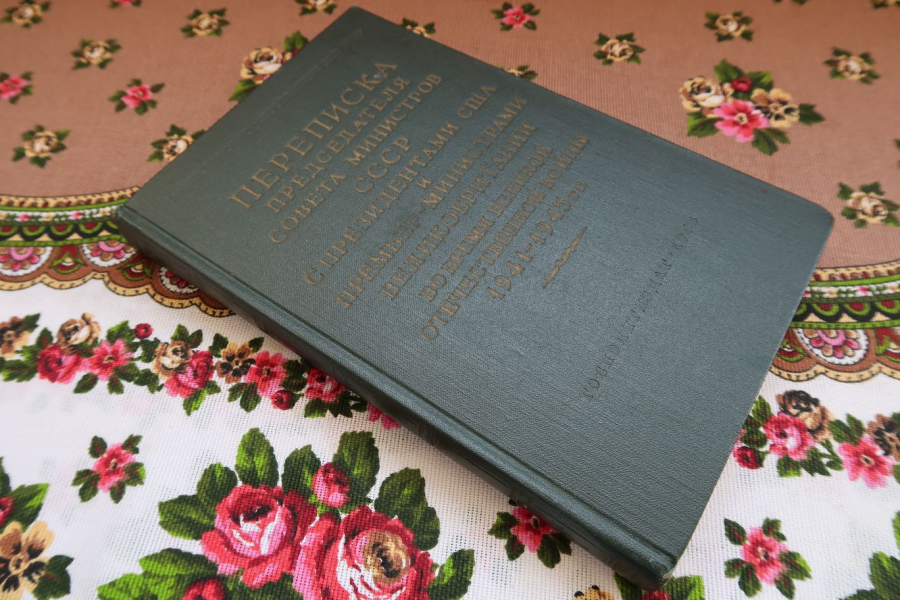 ПЕРЕПИСКА
ПРЕДСЕДАТЕЛЯ
СОВЕТА МИНИСТРОВ
СССР
С ПРЕЗИДЕНТАМИ США
И
ПРЕМЬЕР-МИНИСТРАМИ
ВЕЛИКОБРИТАНИИ
ВО ВРЕМЯ ВЕЛИКОЙ
ОТЕЧЕСТВЕННОЙ ВОЙНЫ
1941–1945 гг.